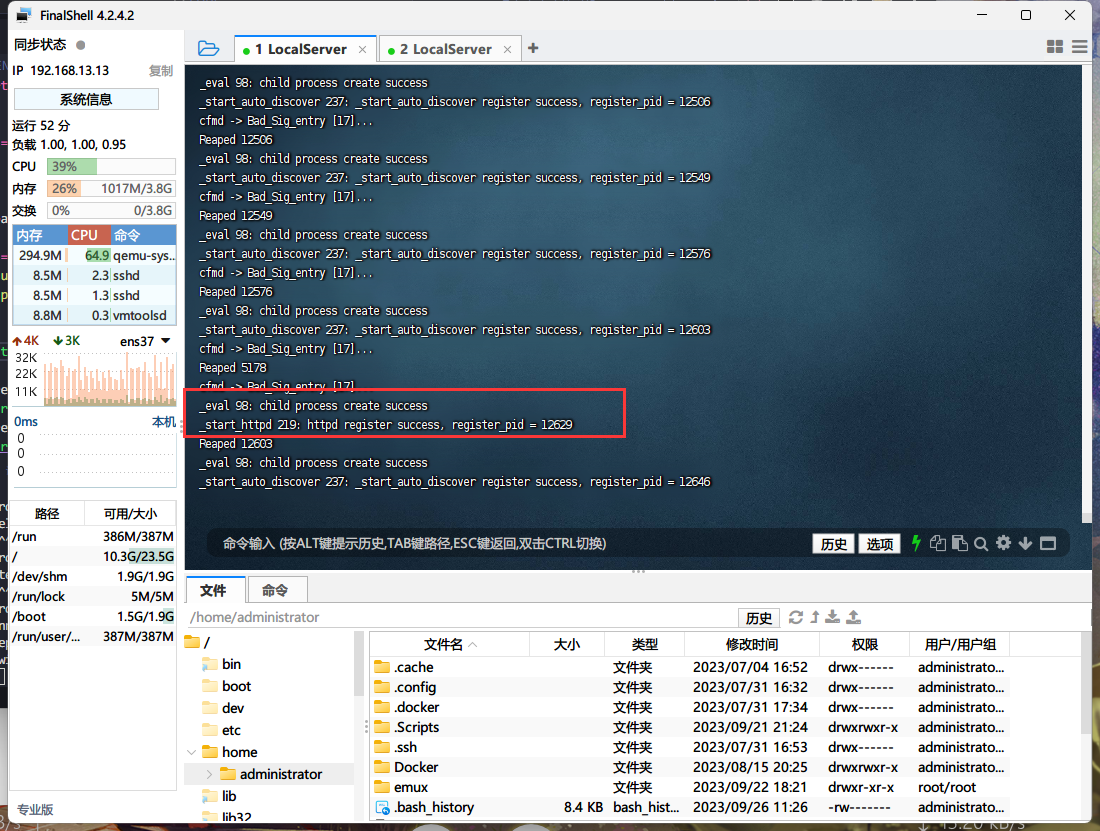 FinalShell 4.2.4.2
同步状态
IP 192.168.13.13 复制
系统信息
运行 52 分
负载 1.00, 1.00, 0.95
CPU 39%
内存 26% 1017M/3.8G
交换 0% 0/3.8G
内存 CPU 命令
294.9M 64.9 qemu-sys..
8.5M 2.3 sshd
8.5M 1.3 sshd
8.8M 0.3 vmtoolsd
4K 3K ens37
32K
22K
11K
0ms 本机
0
0
0
路径 可用/大小
/run 386M/387M
/ 10.3G/23.5G
/dev/shm 1.9G/1.9G
/run/lock 5M/5M
/boot 1.5G/1.9G
/run/user/... 387M/387M
专业版
1 LocalServer
2 LocalServer
_eval 98: child process create success
_start_auto_discover 237: _start_auto_discover register success, register_pid = 12506
cfmd -> Bad_Sig_entry [17]...
Reaped 12506
_eval 98: child process create success
_start_auto_discover 237: _start_auto_discover register success, register_pid = 12549
cfmd -> Bad_Sig_entry [17]...
Reaped 12549
_eval 98: child process create success
_start_auto_discover 237: _start_auto_discover register success, register_pid = 12576
cfmd -> Bad_Sig_entry [17]...
Reaped 12576
_eval 98: child process create success
_start_auto_discover 237: _start_auto_discover register success, register_pid = 12603
cfmd -> Bad_Sig_entry [17]...
Reaped 5178
cfmd -> Bad_Sig_entry [17]
_eval 98: child process create success
_start_httpd 219: httpd register success, register_pid = 12629
Reaped 12603
_eval 98: child process create success
_start_auto_discover 237: _start_auto_discover register success, register_pid = 12646
命令输入 (按ALT键提示历史,TAB键路径,ESC键返回,双击CTRL切换)
历史 选项
文件 命令
/home/administrator 历史
/
bin
boot
dev
etc
home
administrator
lib
lib32
文件名 大小 类型 修改时间 权限 用户/用户组
.cache 文件夹 2023/07/04 16:52 drwx------ administrato...
.config 文件夹 2023/07/31 16:32 drwx------ administrato...
.docker 文件夹 2023/07/31 17:34 drwx------ administrato...
.Scripts 文件夹 2023/09/21 21:24 drwxrwxr-x administrato...
.ssh 文件夹 2023/07/31 16:53 drwx------ administrato...
Docker 文件夹 2023/08/15 20:25 drwxrwxr-x administrato...
emux 文件夹 2023/09/22 18:21 drwxr-xr-x root/root
.bash_history 8.4 KB bash_hist... 2023/09/26 11:26 -rw------- administrato...